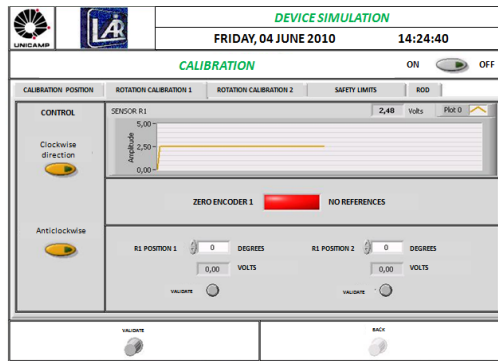 DEVICE SIMULATION
UNICAMP
LAR
FRIDAY, 04 JUNE 2010 14:24:40
CALIBRATION ON OFF
CALIBRATION POSITION ROTATION CALIBRATION 1 ROTATION CALIBRATION 2 SAFETY LIMITS ROD
CONTROL
SENSOR R1 2,48 Volts Plot 0
Amplitude
5,00
2,50
0,00
Clockwise
direction
ZERO ENCODER 1 NO REFERENCES
Anticlockwise
R1 POSITION 1 0 DEGREES R1 POSITION 2 0 DEGREES
0,00 VOLTS 0,00 VOLTS
VALIDATE VALIDATE
VALIDATE BACK